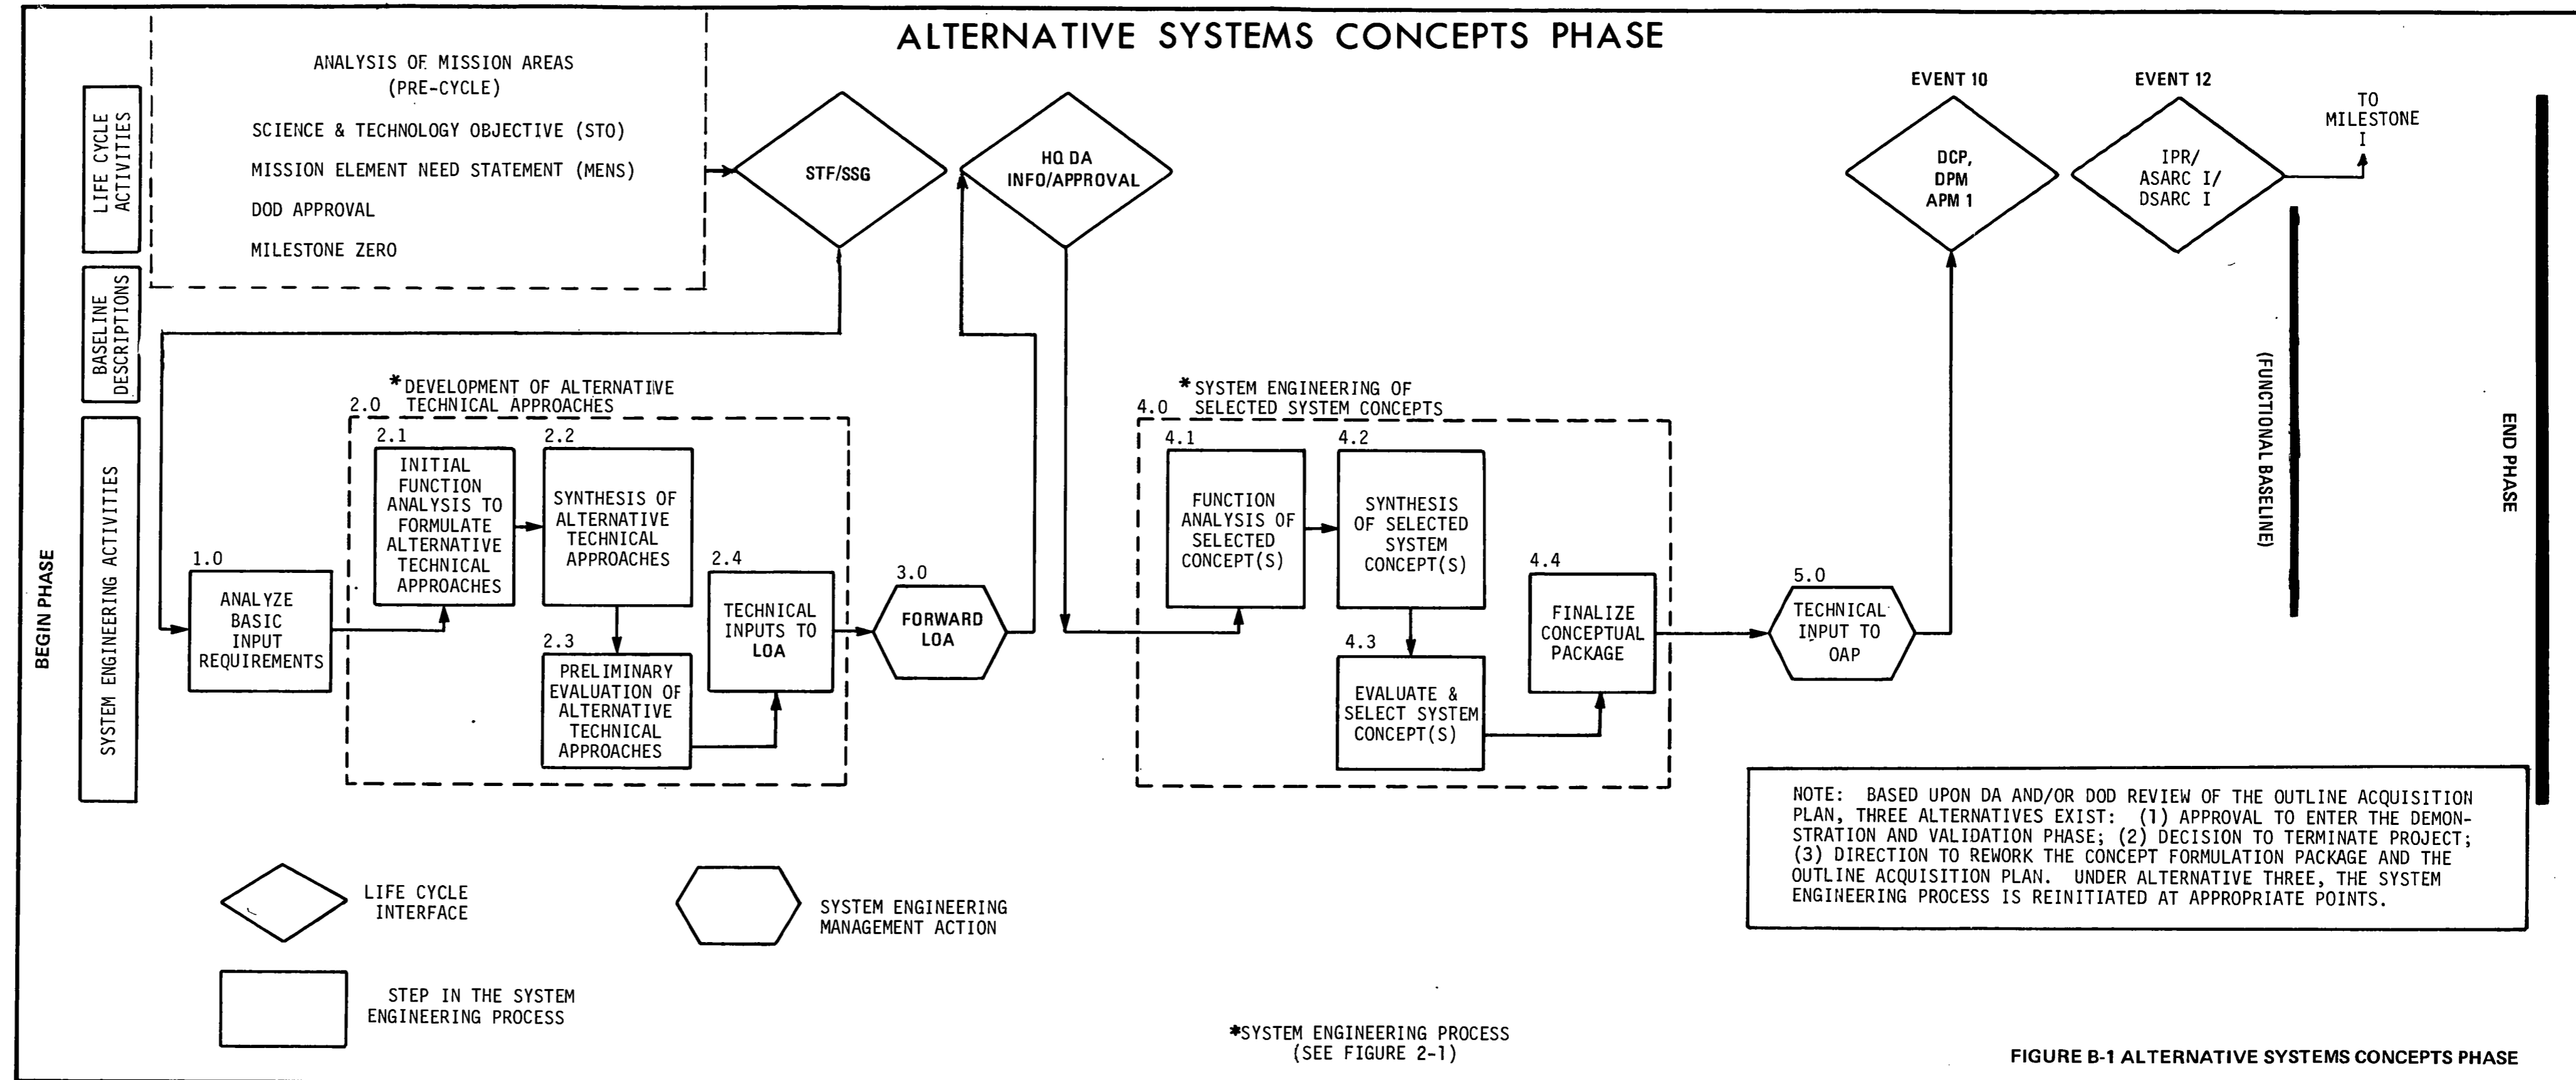 ALTERNATIVE SYSTEMS CONCEPTS PHASE
BEGIN PHASE
LIFE CYCLE
ACTIVITIES
BASELINE
DESCRIPTIONS
SYSTEM ENGINEERING ACTIVITIES
ANALYSIS OF MISSION AREAS
(PRE-CYCLE)
SCIENCE & TECHNOLOGY OBJECTIVE (STO)
MISSION ELEMENT NEED STATEMENT (MENS)
DOD APPROVAL
MILESTONE ZERO
STF/SSG
HQ DA
INFO/APPROVAL
EVENT 10
DCP,
DPM
APM 1
EVENT 12
IPR/
ASARC I/
DSARC I
TO
MILESTONE
I
(FUNCTIONAL BASELINE)
END PHASE
1.0
ANALYZE
BASIC
INPUT
REQUIREMENTS
*DEVELOPMENT OF ALTERNATIVE
2.0 TECHNICAL APPROACHES
2.1
INITIAL
FUNCTION
ANALYSIS TO
FORMULATE
ALTERNATIVE
TECHNICAL
APPROACHES
2.2
SYNTHESIS OF
ALTERNATIVE
TECHNICAL
APPROACHES
2.3
PRELIMINARY
EVALUATION OF
ALTERNATIVE
TECHNICAL
APPROACHES
2.4
TECHNICAL
INPUTS TO
LOA
3.0
FORWARD
LOA
*SYSTEM ENGINEERING OF
4.0 SELECTED SYSTEM CONCEPTS
4.1
FUNCTION
ANALYSIS OF
SELECTED
CONCEPT(S)
4.2
SYNTHESIS
OF SELECTED
SYSTEM
CONCEPT(S)
4.3
EVALUATE &
SELECT SYSTEM
CONCEPT(S)
4.4
FINALIZE
CONCEPTUAL
PACKAGE
5.0
TECHNICAL
INPUT TO
OAP
NOTE: BASED UPON DA AND/OR DOD REVIEW OF THE OUTLINE ACQUISITION
PLAN, THREE ALTERNATIVES EXIST: (1) APPROVAL TO ENTER THE DEMON-
STRATION AND VALIDATION PHASE; (2) DECISION TO TERMINATE PROJECT;
(3) DIRECTION TO REWORK THE CONCEPT FORMULATION PACKAGE AND THE
OUTLINE ACQUISITION PLAN. UNDER ALTERNATIVE THREE, THE SYSTEM
ENGINEERING PROCESS IS REINITIATED AT APPROPRIATE POINTS.
LIFE CYCLE
INTERFACE
SYSTEM ENGINEERING
MANAGEMENT ACTION
STEP IN THE SYSTEM
ENGINEERING PROCESS
*SYSTEM ENGINEERING PROCESS
(SEE FIGURE 2-1)
FIGURE B-1 ALTERNATIVE SYSTEMS CONCEPTS PHASE